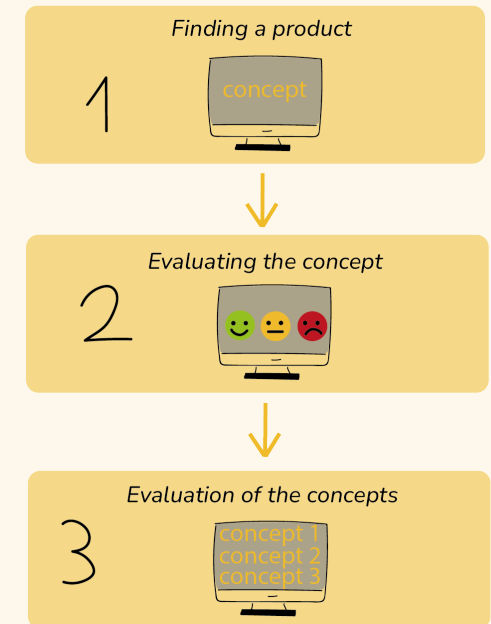 Finding a product
1
concept
Evaluating the concept
2
Evaluation of the concepts
3
concept 1
concept 2
concept 3